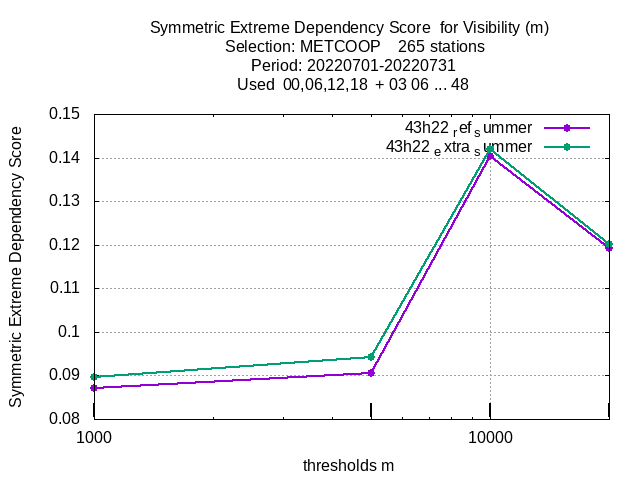 Symmetric Extreme Dependency Score for Visibility (m)
Selection: METCOOP 265 stations
Period: 20220701-20220731
Used 00,06,12,18 + 03 06 ... 48
43h22 ref summer
43h22 extra summer
Symmetric Extreme Dependency Score
0.15
0.14
0.13
0.12
0.11
0.1
0.09
0.08
1000
10000
thresholds m